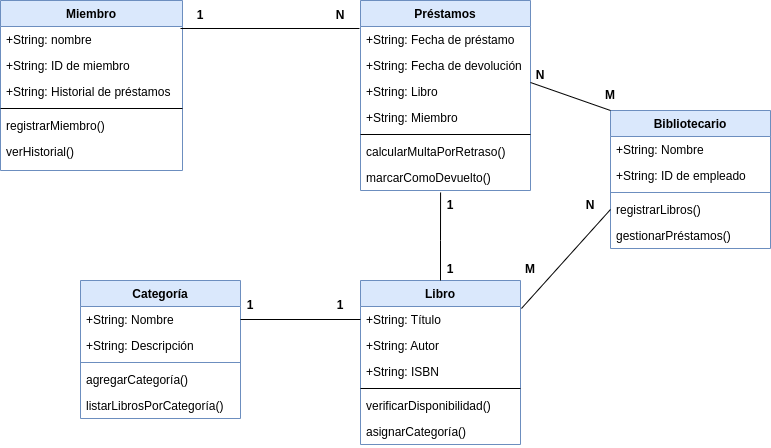 Miembro
+String: nombre
+String: ID de miembro
+String: Historial de préstamos
registrarMiembro()
verHistorial()
1
N
Préstamos
+String: Fecha de préstamo
+String: Fecha de devolución
+String: Libro
+String: Miembro
calcularMultaPorRetraso()
marcarComoDevuelto()
N
M
Bibliotecario
+String: Nombre
+String: ID de empleado
registrarLibros()
gestionarPréstamos()
1
1
N
M
Categoría
+String: Nombre
+String: Descripción
agregarCategoría()
listarLibrosPorCategoría()
1
1
Libro
+String: Título
+String: Autor
+String: ISBN
verificarDisponibilidad()
asignarCategoría()